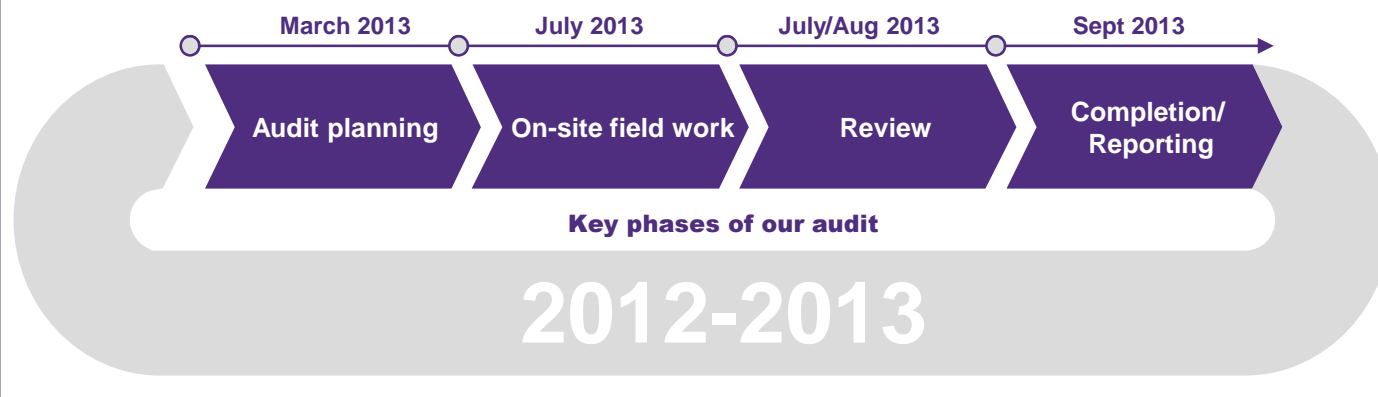 March 2013
July 2013
July/Aug 2013
Sept 2013
Audit planning
On-site field work
Review
Completion/
Reporting
Key phases of our audit
2012-2013